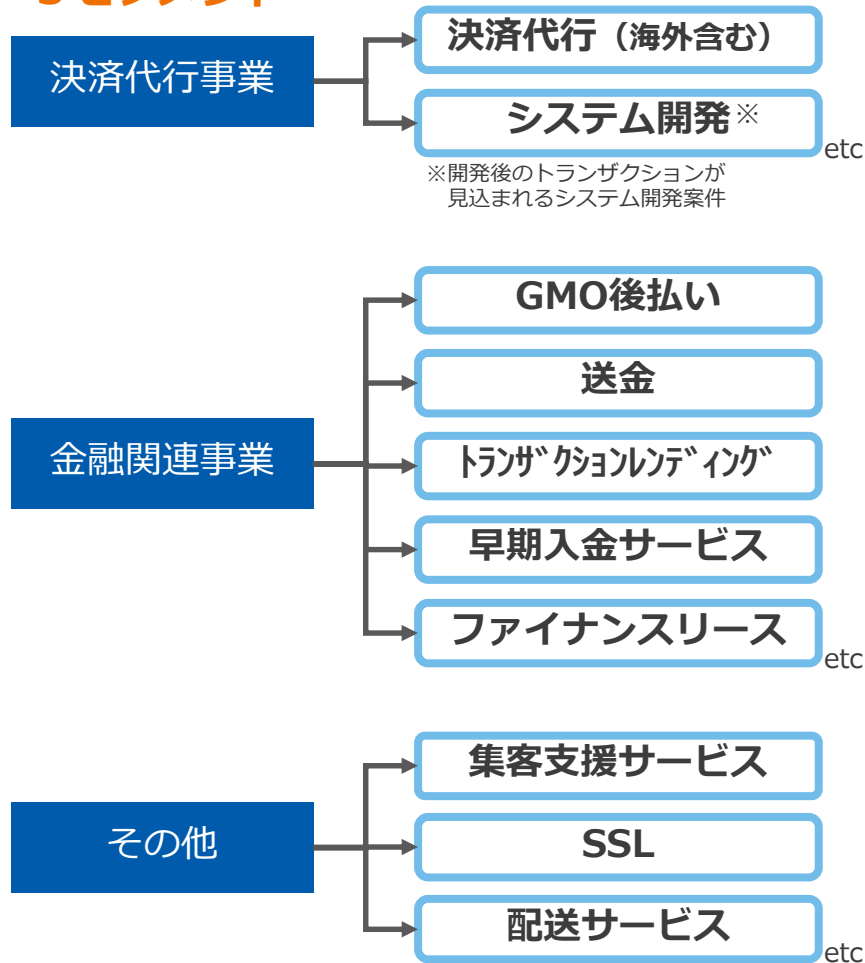 決済代行事業
決済代行（海外含む）
システム開発※
etc
※開発後のトランザクションが
見込まれるシステム開発案件
金融関連事業
GMO後払い
送金
ﾄﾗﾝｻﾞｸｼｮﾝﾚﾝﾃﾞｨﾝｸﾞ
早期入金サービス
ファイナンスリース
etc
その他
集客支援サービス
SSL
配送サービス
etc